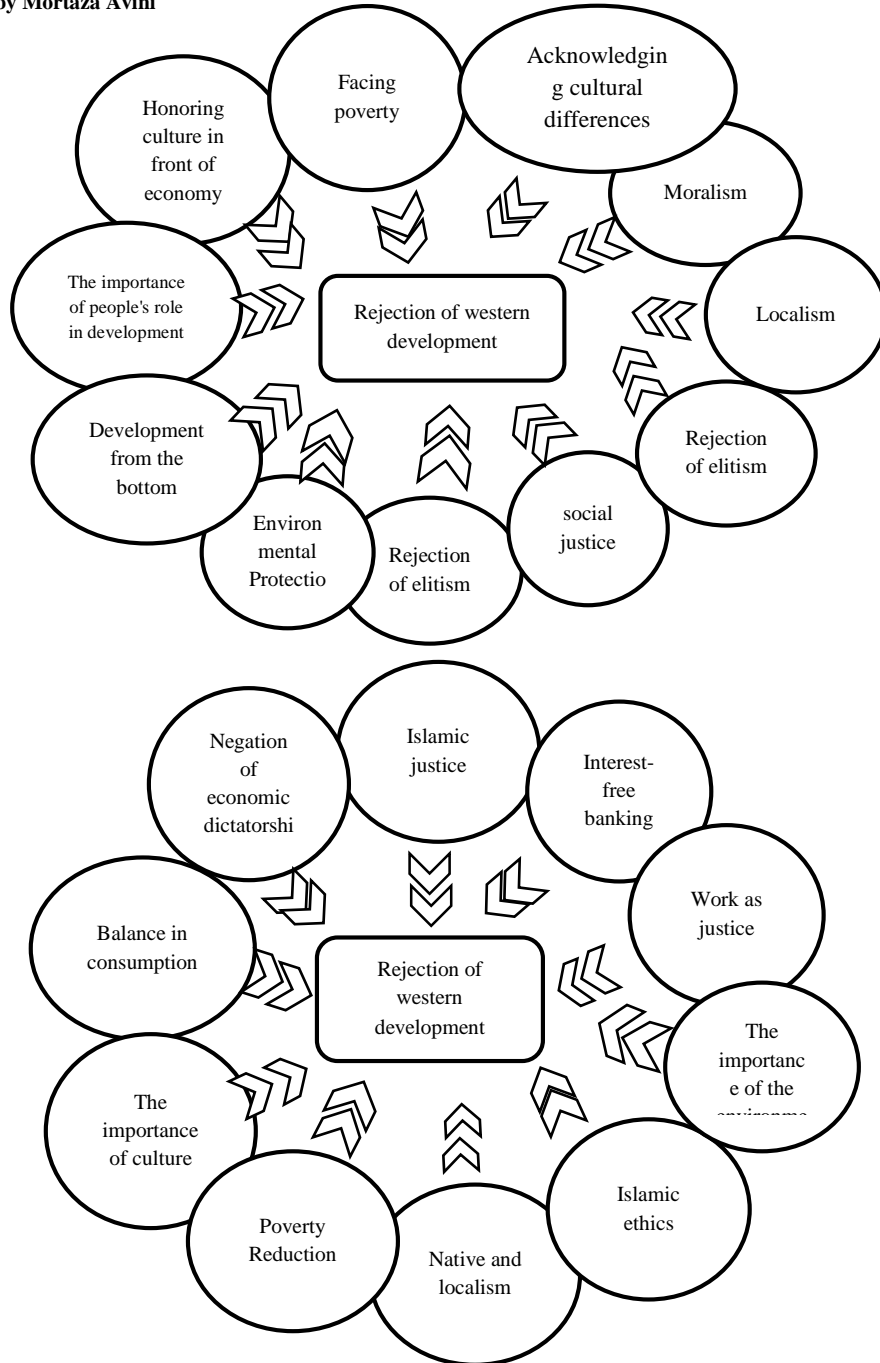 by Mortaza Avini
Facing
poverty
Acknowledgin
g cultural
differences
Honoring
culture in
front of
economy
Moralism
The importance
of people's role
in development
Rejection of western
development
Localism
Development
from the
bottom
Rejection
of elitism
Environ
mental
Protectio
Rejection
of elitism
social
justice
Islamic
justice
Negation
of
economic
dictatorshi
Interest-
free
banking
Work as
justice
Balance in
consumption
Rejection of
western
development
The
importanc
e of the
environme
The
importance
of culture
Islamic
ethics
Poverty
Reduction
Native and
localism